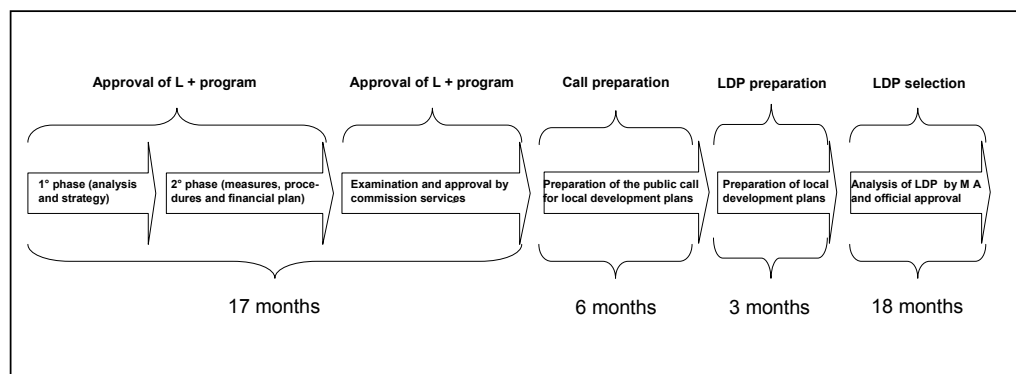 Approval of L + program
Approval of L + program
Call preparation
LDP preparation
LDP selection
1° phase (analysis
and strategy)
2° phase (measures, proce-
dures and financial plan)
Examination and approval by
commission services
Preparation of the public call
for local development plans
Preparation of local
development plans
Analysis of LDP by M A
and official approval
17 months
6 months
3 months
18 months